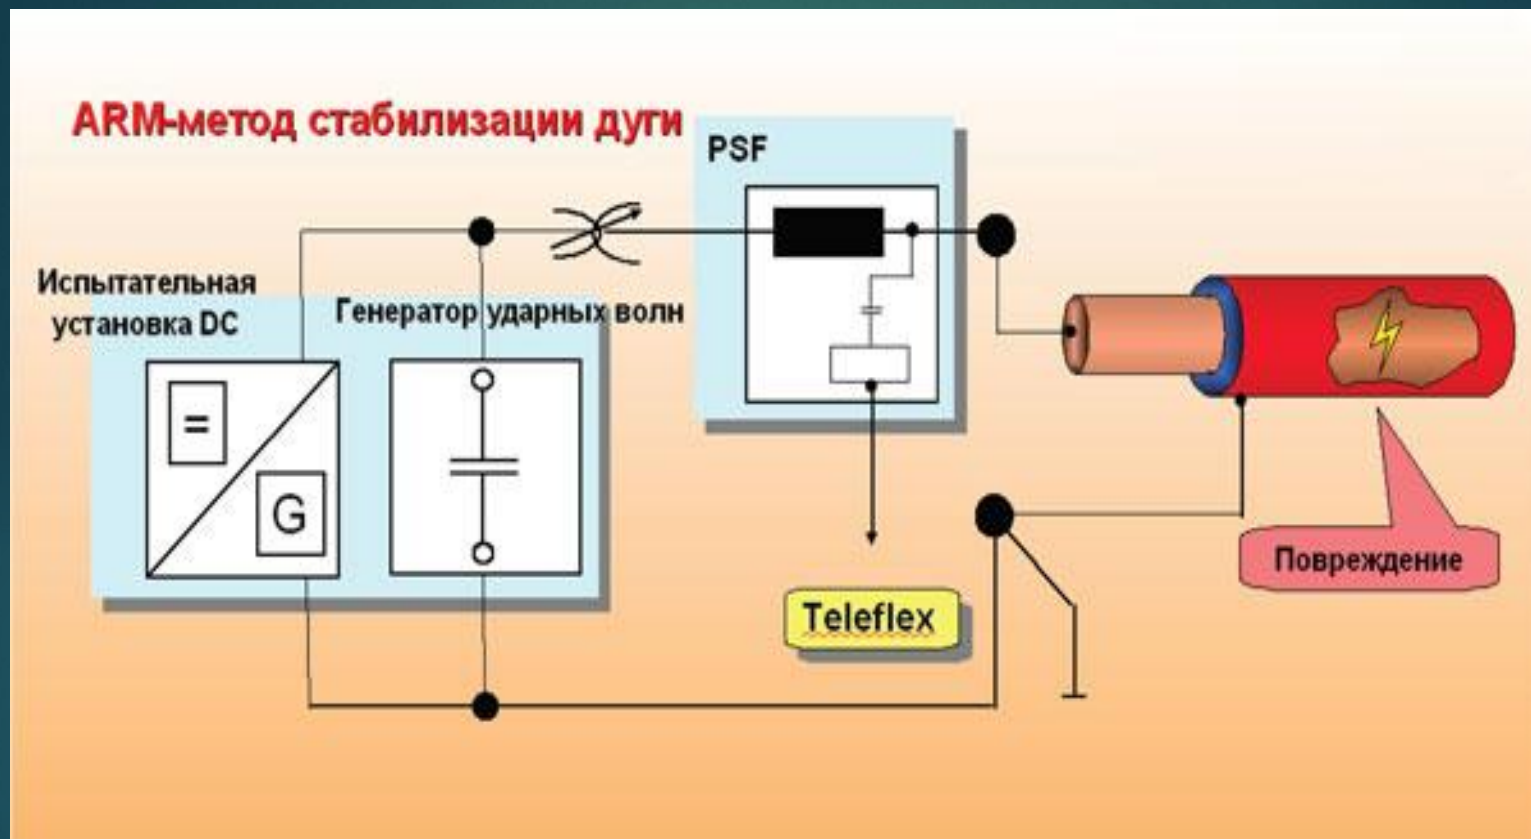 ARM-метод стабилизации дуги
PSF
Испытательная
установка DC
Генератор ударных волн
=
G
Повреждение
Teleflex